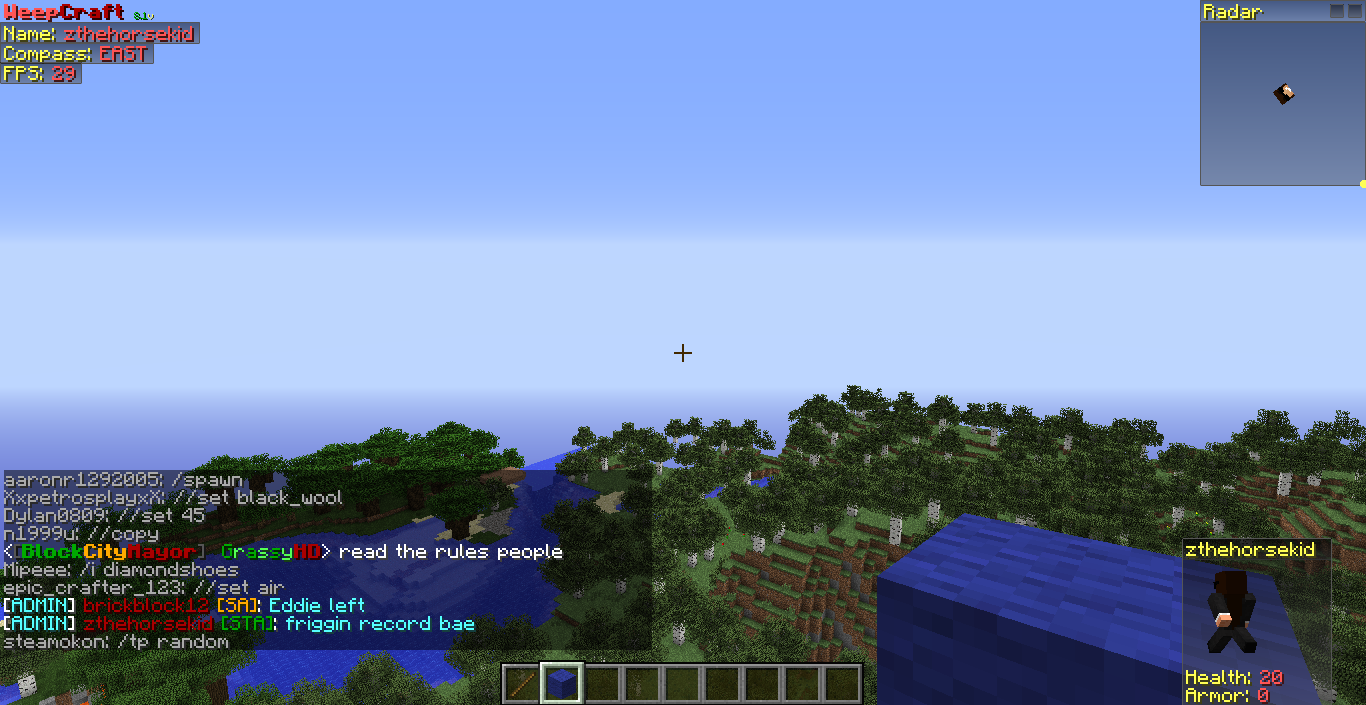 WeepCraft 8.1v
Name: zthehorsekid
Compass: EAST
FPS: 29
Radar
aaronr1292005: /spawn
XxpetrosplayxX: //set black_wool
Dylan0809: //set 45
n1999u: //copy
<[BlockCityMayor] GrassyHD> read the rules people
Mipeee: /i diamondshoes
epic_crafter_123: //set air
[ADMIN] brickblock12 [SA]: Eddie left
[ADMIN] zthehorsekid [STA]: friggin record bae
steamokon: /tp random
zthehorsekid
Health: 20
Armor: 0